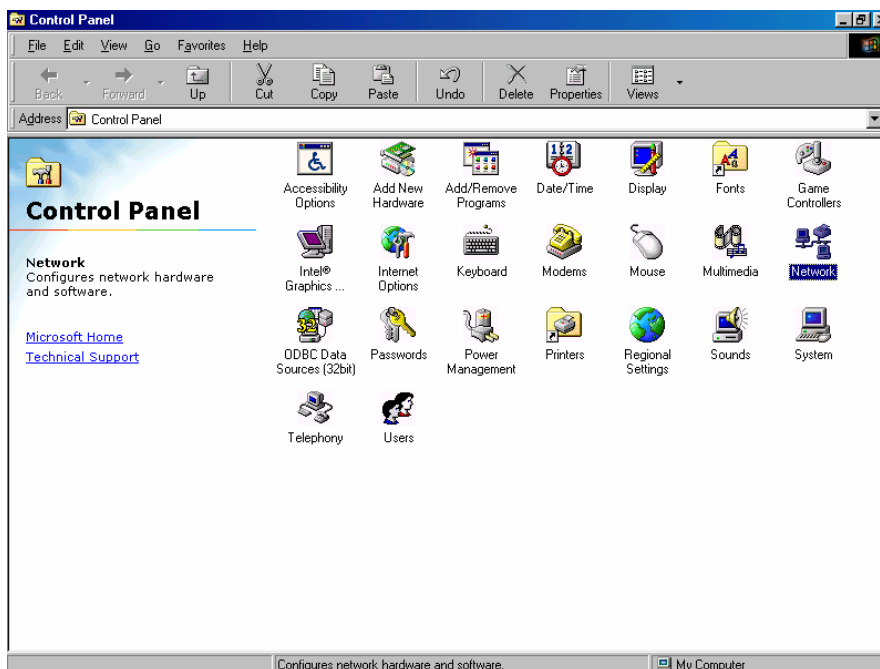 Control Panel
File Edit View Go Favorites Help
Back Forward Up Cut Copy Paste Undo Delete Properties Views
Address Control Panel
Control Panel
Network
Configures network hardware
and software.
Microsoft Home
Technical Support
Accessibility Add New Add/Remove Date/Time Display Fonts Game
Options Hardware Programs Controllers
Intel® Internet Keyboard Modems Mouse Multimedia Network
Graphics ... Options
ODBC Data Passwords Power Printers Regional Sounds System
Sources (32bit) Management Settings
Telephony Users
Configures network hardware and software. My Computer